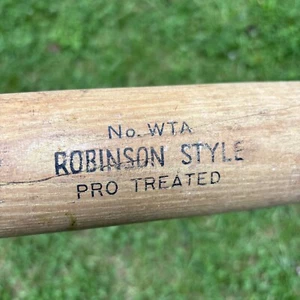 No. WTA
ROBINSON STYLE
PRO TREATED